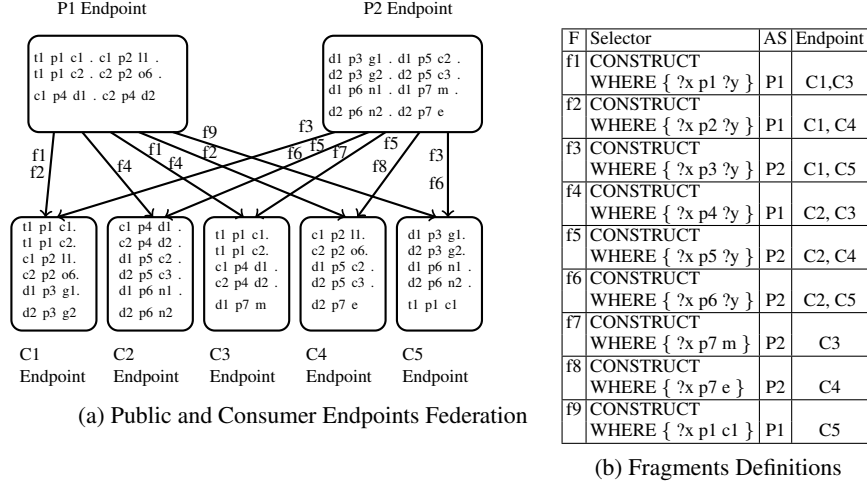 P1 Endpoint
P2 Endpoint
t1 p1 c1 . c1 p2 l1 .
t1 p1 c2 . c2 p2 o6 .
c1 p4 d1 . c2 p4 d2
d1 p3 g1 . d1 p5 c2 .
d2 p3 g2 . d2 p5 c3 .
d1 p6 n1 . d1 p7 m .
d2 p6 n2 . d2 p7 e
f1
f2
f4
f1
f4
f9
f2
f3
f6
f5
f7
f5
f8
f3
f6
t1 p1 c1.
t1 p1 c2.
c1 p2 l1.
c2 p2 o6.
d1 p3 g1.
d2 p3 g2
c1 p4 d1 .
c2 p4 d2 .
d1 p5 c2 .
d2 p5 c3 .
d1 p6 n1 .
d2 p6 n2
t1 p1 c1.
t1 p1 c2.
c1 p4 d1 .
c2 p4 d2 .
d1 p7 m
c1 p2 l1.
c2 p2 o6.
d1 p5 c2 .
d2 p5 c3 .
d2 p7 e
d1 p3 g1.
d2 p3 g2.
d1 p6 n1 .
d2 p6 n2 .
t1 p1 c1
C1
Endpoint
C2
Endpoint
C3
Endpoint
C4
Endpoint
C5
Endpoint
(a) Public and Consumer Endpoints Federation
F Selector AS Endpoint
f1 CONSTRUCT
WHERE { ?x p1 ?y } P1 C1,C3
f2 CONSTRUCT
WHERE { ?x p2 ?y } P1 C1, C4
f3 CONSTRUCT
WHERE { ?x p3 ?y } P2 C1, C5
f4 CONSTRUCT
WHERE { ?x p4 ?y } P1 C2, C3
f5 CONSTRUCT
WHERE { ?x p5 ?y } P2 C2, C4
f6 CONSTRUCT
WHERE { ?x p6 ?y } P2 C2, C5
f7 CONSTRUCT
WHERE { ?x p7 m } P2 C3
f8 CONSTRUCT
WHERE { ?x p7 e } P2 C4
f9 CONSTRUCT
WHERE { ?x p1 c1 } P1 C5
(b) Fragments Definitions